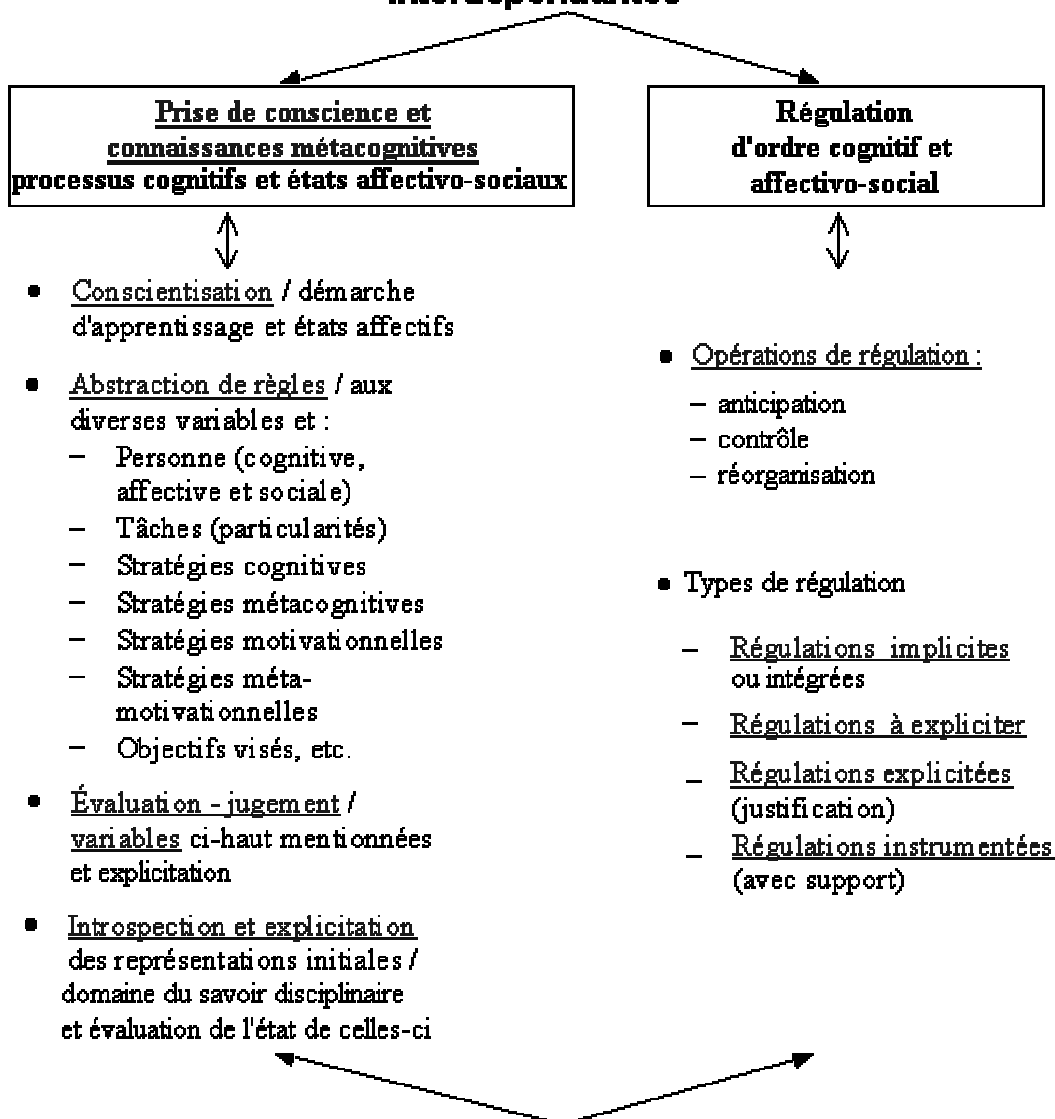 Prise de conscience et
connaissances métacognitives
processus cognitifs et états affectivo-sociaux
• Conscientisation / démarche
d'apprentissage et états affectifs
• Abstraction de règles / aux
diverses variables et :
– Personne (cognitive,
affective et sociale)
– Tâches (particularités)
– Stratégies cognitives
– Stratégies métacognitives
– Stratégies motivationnelles
– Stratégies méta-
motivationnelles
– Objectifs visés, etc.
• Évaluation - jugement /
variables ci-haut mentionnées
et explicitation
• Introspection et explicitation
des représentations initiales /
domaine du savoir disciplinaire
et évaluation de l'état de celles-ci
Régulation
d'ordre cognitif et
affectivo-social
• Opérations de régulation :
– anticipation
– contrôle
– réorganisation
• Types de régulation
– Régulations implicites
ou intégrées
– Régulations à expliciter
– Régulations explicitées
(justification)
– Régulations instrumentées
(avec support)